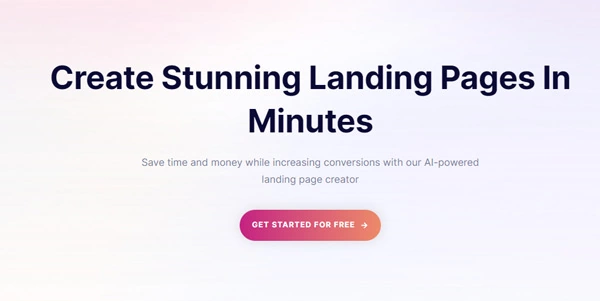 Create Stunning Landing Pages In
Minutes
Save time and money while increasing conversions with our AI-powered
landing page creator
GET STARTED FOR FREE →